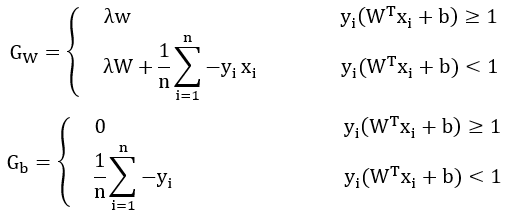 G_W = { λw    y_i(W^T x_i + b) ≥ 1
λW + 1/n ∑_{i=1}^{n} −y_i x_i    y_i(W^T x_i + b) < 1
G_b = { 0    y_i(W^T x_i + b) ≥ 1
1/n ∑_{i=1}^{n} −y_i    y_i(W^T x_i + b) < 1